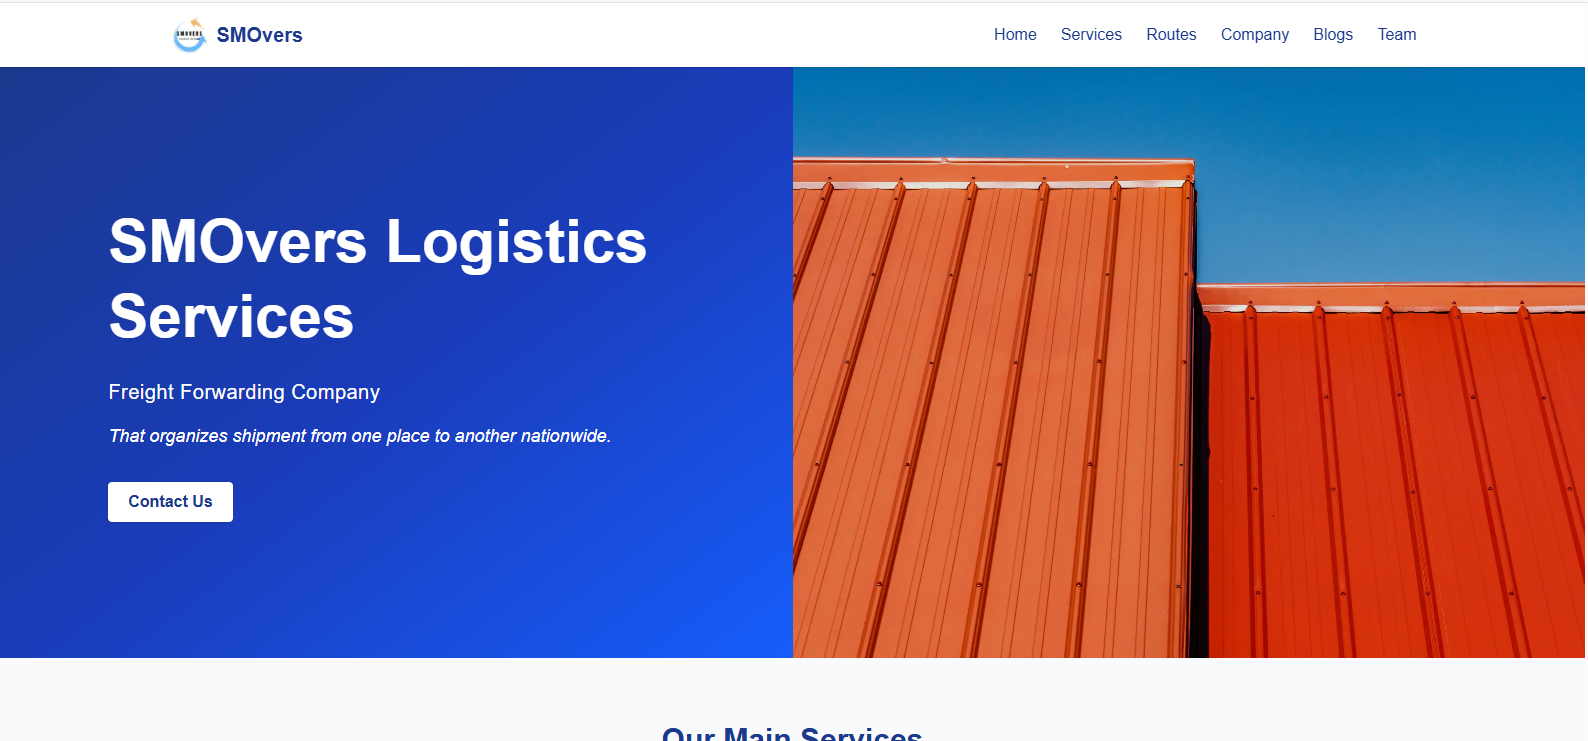 SMOVERS
SMOvers
Home Services Routes Company Blogs Team
SMOvers Logistics
Services
Freight Forwarding Company
That organizes shipment from one place to another nationwide.
Contact Us
Our Main Services